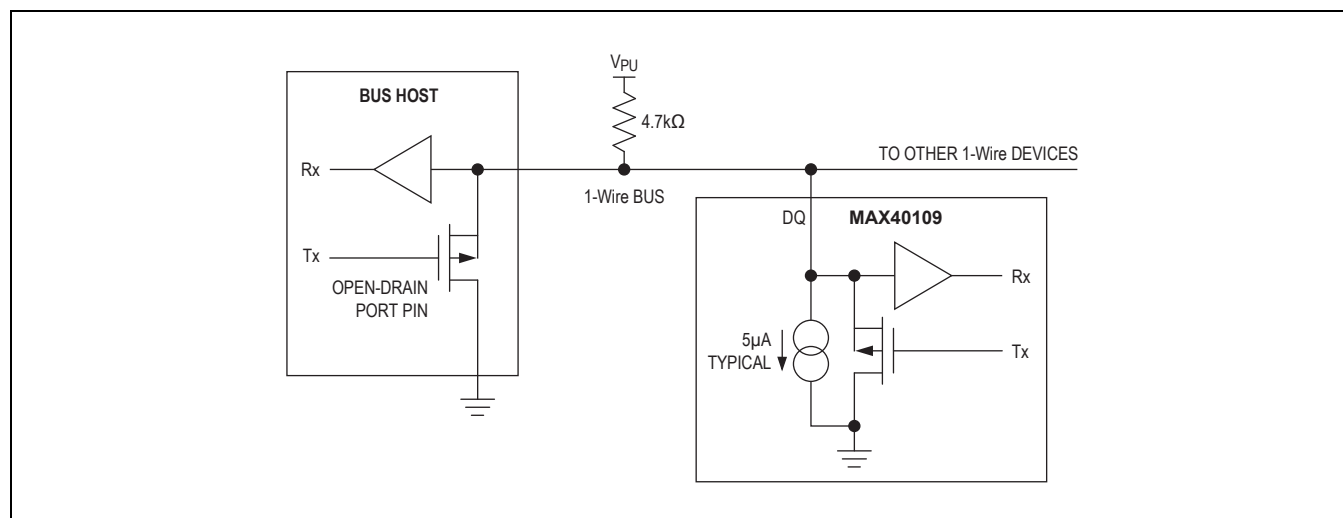 V_PU
BUS HOST
4.7kΩ
Rx
TO OTHER 1-Wire DEVICES
1-Wire BUS
DQ
MAX40109
Tx
Rx
OPEN-DRAIN
PORT PIN
5µA
TYPICAL
Tx